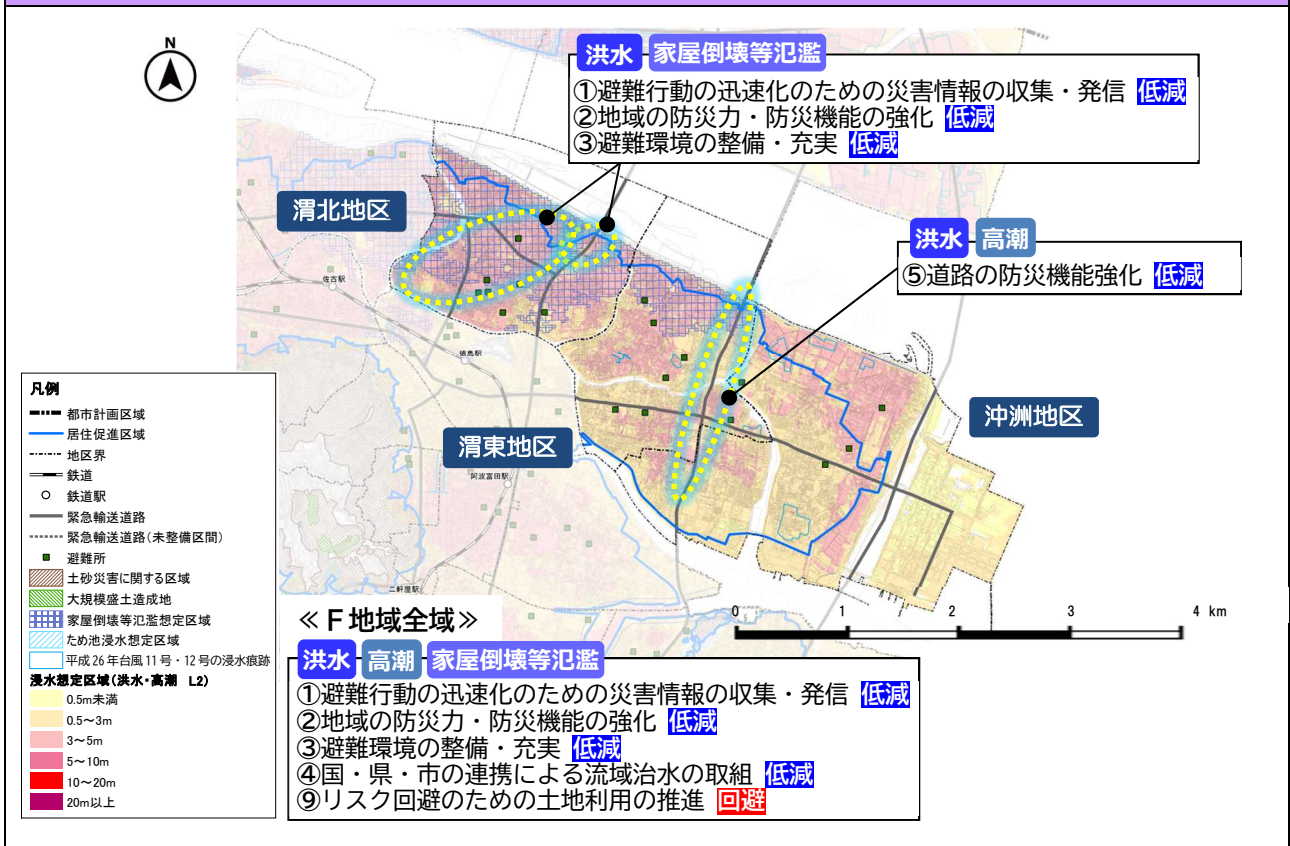 N
洪水 家屋倒壊等氾濫
①避難行動の迅速化のための災害情報の収集・発信 低減
②地域の防災力・防災機能の強化 低減
③避難環境の整備・充実 低減
渭北地区
洪水 高潮
⑤道路の防災機能強化 低減
佐古駅
徳島駅
沖洲地区
渭東地区
阿波富田駅
二軒屋駅
凡例
都市計画区域
居住促進区域
地区界
鉄道
鉄道駅
緊急輸送道路
緊急輸送道路(未整備区間)
避難所
土砂災害に関する区域
大規模盛土造成地
家屋倒壊等氾濫想定区域
ため池浸水想定区域
平成26年台風11号・12号の浸水痕跡
浸水想定区域(洪水・高潮 L2)
0.5m未満
0.5～3m
3～5m
5～10m
10～20m
20m以上
0 1 2 3 4 km
≪F地域全域≫
洪水 高潮 家屋倒壊等氾濫
①避難行動の迅速化のための災害情報の収集・発信 低減
②地域の防災力・防災機能の強化 低減
③避難環境の整備・充実 低減
④国・県・市の連携による流域治水の取組 低減
⑨リスク回避のための土地利用の推進 回避